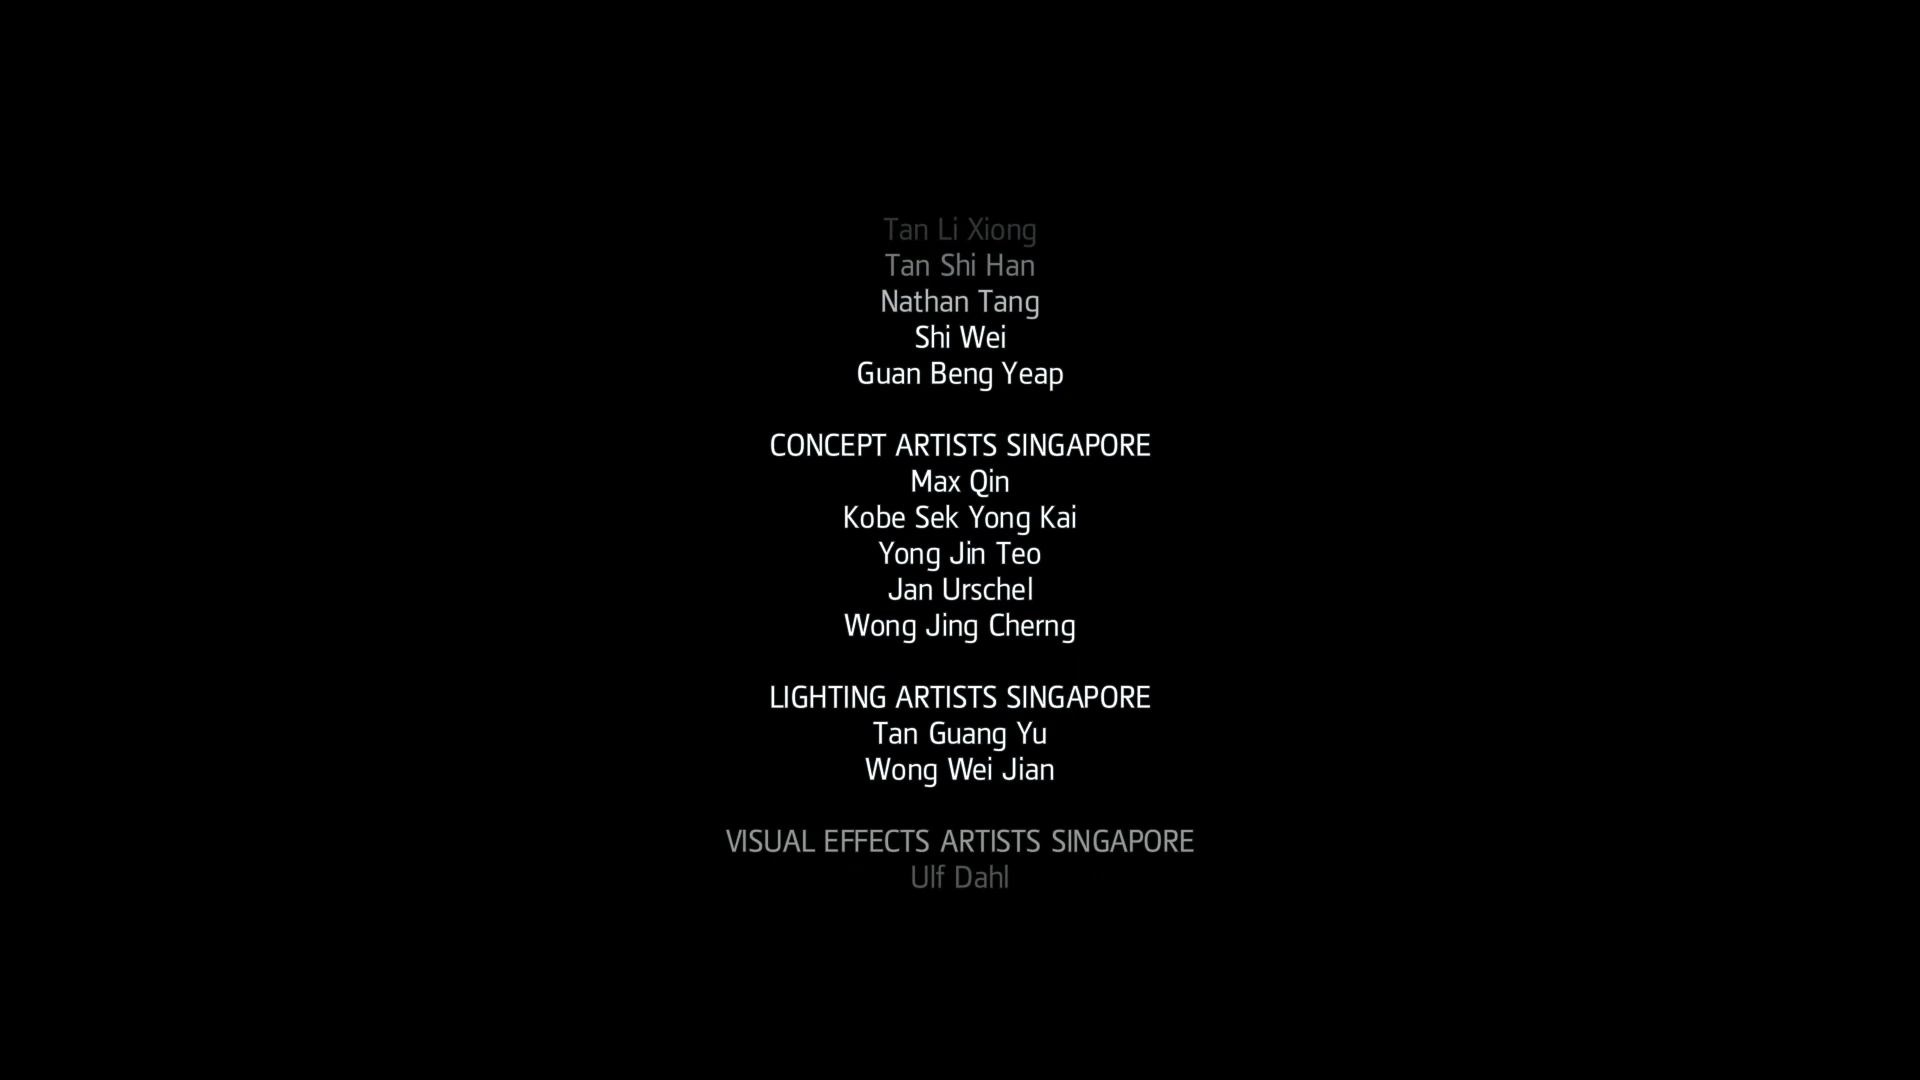 Tan Li Xiong
Tan Shi Han
Nathan Tang
Shi Wei
Guan Beng Yeap
CONCEPT ARTISTS SINGAPORE
Max Qin
Kobe Sek Yong Kai
Yong Jin Teo
Jan Urschel
Wong Jing Cherng
LIGHTING ARTISTS SINGAPORE
Tan Guang Yu
Wong Wei Jian
VISUAL EFFECTS ARTISTS SINGAPORE
Ulf Dahl